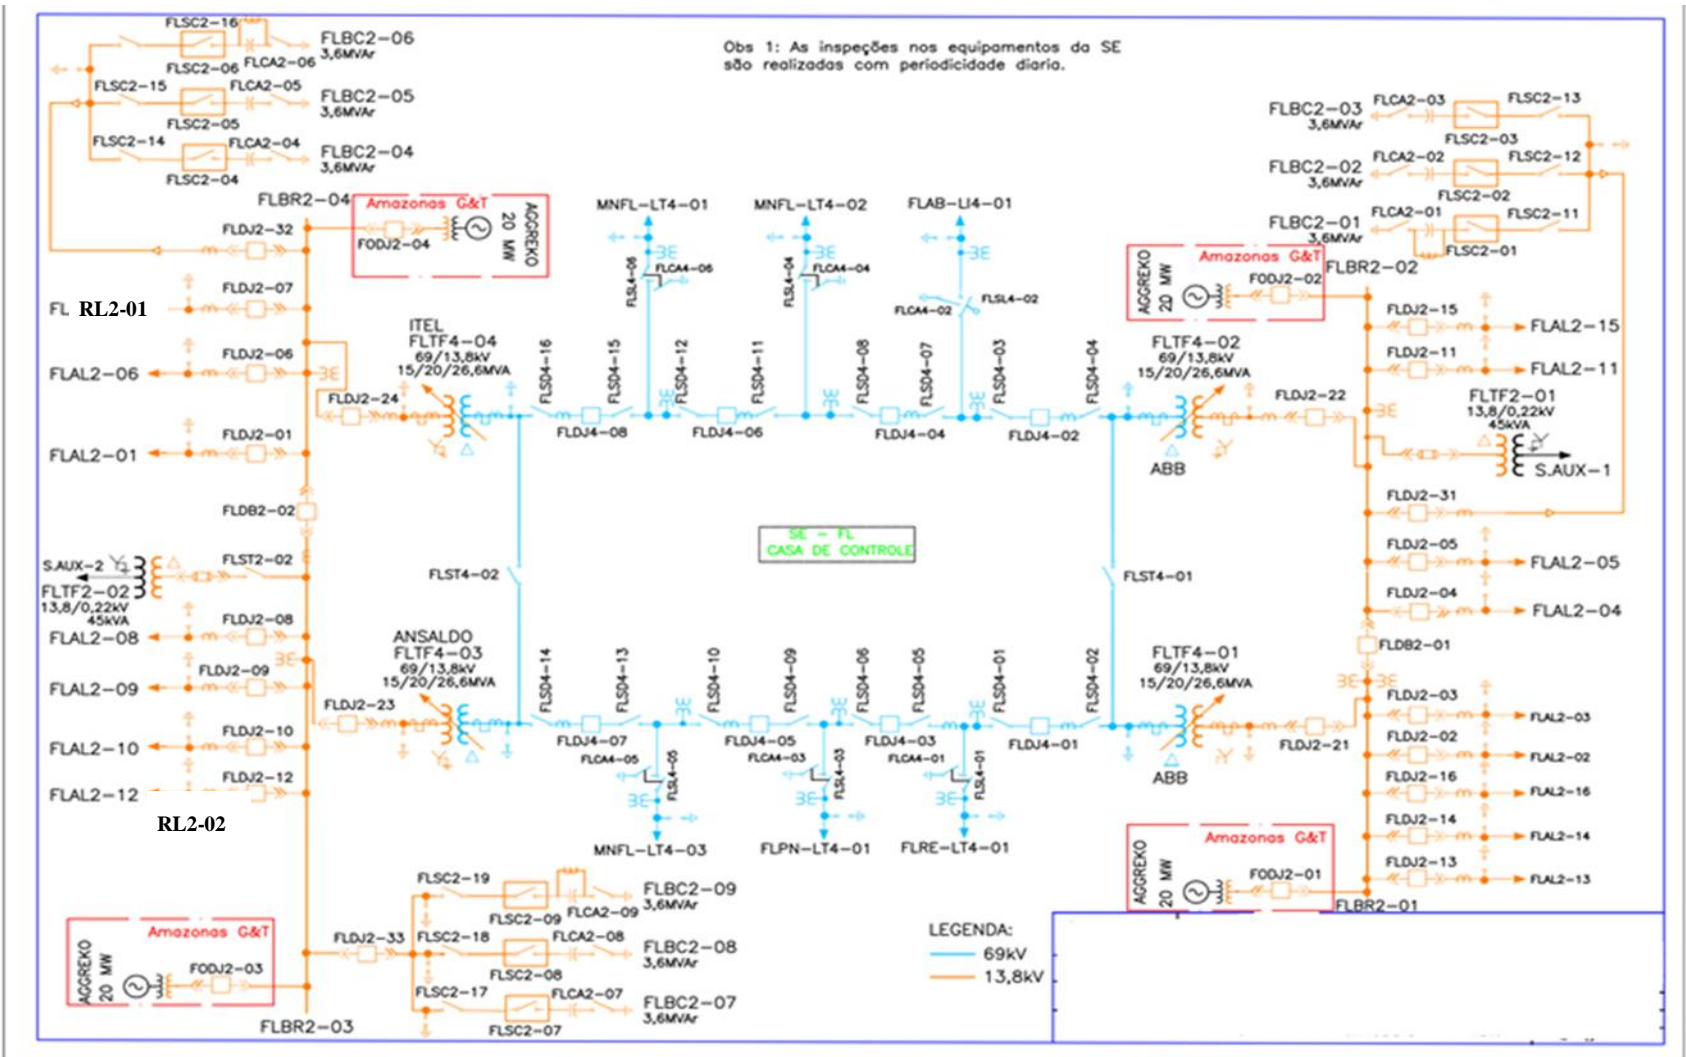 FLSC2-16
FLBC2-06
3,6MVAr
FLSC2-06
FLCA2-06
FLSC2-15
FLCA2-05
FLBC2-05
3,6MVAr
FLSC2-05
FLSC2-14
FLCA2-04
FLBC2-04
3,6MVAr
FLSC2-04
Obs 1: As inspeções nos equipamentos da SE
são realizadas com periodicidade diaria.
FLBC2-03
3,6MVAr
FLCA2-03
FLSC2-13
FLSC2-03
FLBC2-02
3,6MVAr
FLCA2-02
FLSC2-12
FLSC2-02
FLBC2-01
3,6MVAr
FLCA2-01
FLSC2-11
FLSC2-01
FLBR2-04
Amazonas G&T
FODJ2-04
AGGREKO
20 MW
FLDJ2-32
FLDJ2-07
FL RL2-01
FLDJ2-06
FLAL2-06
FLDJ2-24
FLDJ2-01
FLAL2-01
ITEL
FLTF4-04
69/13,8kV
15/20/26,6MVA
MNFL-LT4-01
FLSL4-06
FLCA4-06
MNFL-LT4-02
FLSL4-04
FLCA4-04
FLAB-LI4-01
FLCA4-02
FLSL4-02
FLSD4-16
FLDJ4-08
FLSD4-15
FLSD4-12
FLDJ4-06
FLSD4-11
FLSD4-08
FLDJ4-04
FLSD4-07
FLSD4-03
FLDJ4-02
FLSD4-04
Amazonas G&T
FODJ2-02
AGGREKO
20 MW
FLBR2-02
FLTF4-02
69/13,8kV
15/20/26,6MVA
ABB
FLDJ2-22
FLDJ2-15
FLAL2-15
FLDJ2-11
FLAL2-11
FLTF2-01
13,8/0,22kV
45kVA
S.AUX-1
FLDJ2-31
FLDJ2-05
FLAL2-05
FLDJ2-04
FLAL2-04
FLDB2-01
FLDB2-02
SE - FL
CASA DE CONTROLE
FLST4-02
FLST4-01
S.AUX-2
FLST2-02
FLTF2-02
13,8/0,22kV
45kVA
FLDJ2-08
FLAL2-08
FLDJ2-09
FLAL2-09
FLDJ2-23
FLDJ2-10
FLAL2-10
FLDJ2-12
FLAL2-12
RL2-02
ANSALDO
FLTF4-03
69/13,8kV
15/20/26,6MVA
FLSD4-14
FLDJ4-07
FLSD4-13
FLSD4-10
FLDJ4-05
FLSD4-09
FLSD4-06
FLDJ4-03
FLSD4-05
FLSD4-01
FLDJ4-01
FLSD4-02
FLCA4-05
FLSL4-05
MNFL-LT4-03
FLCA4-03
FLSL4-03
FLPN-LT4-01
FLCA4-01
FLSL4-01
FLRE-LT4-01
FLTF4-01
69/13,8kV
15/20/26,6MVA
ABB
FLDJ2-21
FLDJ2-03
FLAL2-03
FLDJ2-02
FLAL2-02
FLDJ2-16
FLAL2-16
FLDJ2-14
FLAL2-14
FLDJ2-13
FLAL2-13
Amazonas G&T
FODJ2-01
AGGREKO
20 MW
FLBR2-01
Amazonas G&T
FODJ2-03
AGGREKO
20 MW
FLBR2-03
FLDJ2-33
FLSC2-19
FLBC2-09
3,6MVAr
FLSC2-09
FLCA2-09
FLSC2-18
FLCA2-08
FLBC2-08
3,6MVAr
FLSC2-08
FLSC2-17
FLCA2-07
FLBC2-07
3,6MVAr
FLSC2-07
LEGENDA:
69kV
13,8kV